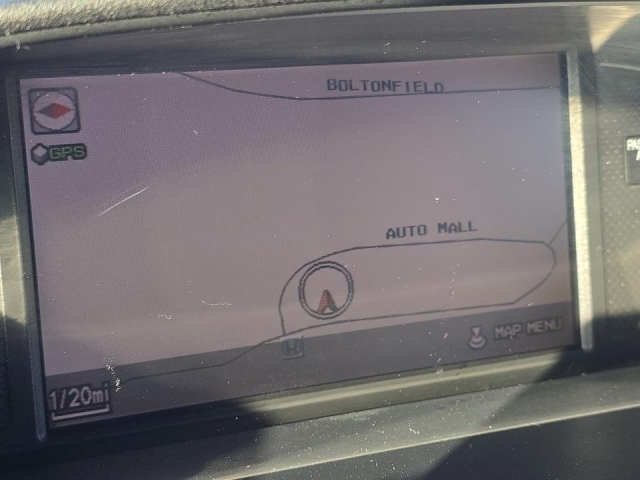 BOLTONFIELD
GPS
AUTO MALL
MAP MENU
1/20mi